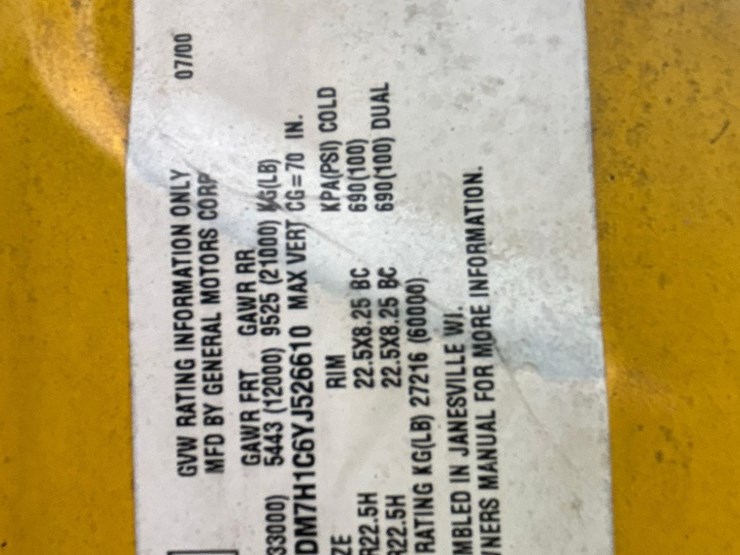 GVW RATING INFORMATION ONLY 07/00
MFD BY GENERAL MOTORS CORP
GAWR FRT GAWR RR
33000) 5443 (12000) 9525 (21000) KG(LB)
DM7H1C6YJ526610 MAX VERT CG=70 IN.
ZE RIM KPA(PSI) COLD
R22.5H 22.5X8.25 BC 690(100)
R22.5H 22.5X8.25 BC 690(100) DUAL
RATING KG(LB) 27216 (60000)
MBLED IN JANESVILLE WI.
NERS MANUAL FOR MORE INFORMATION.